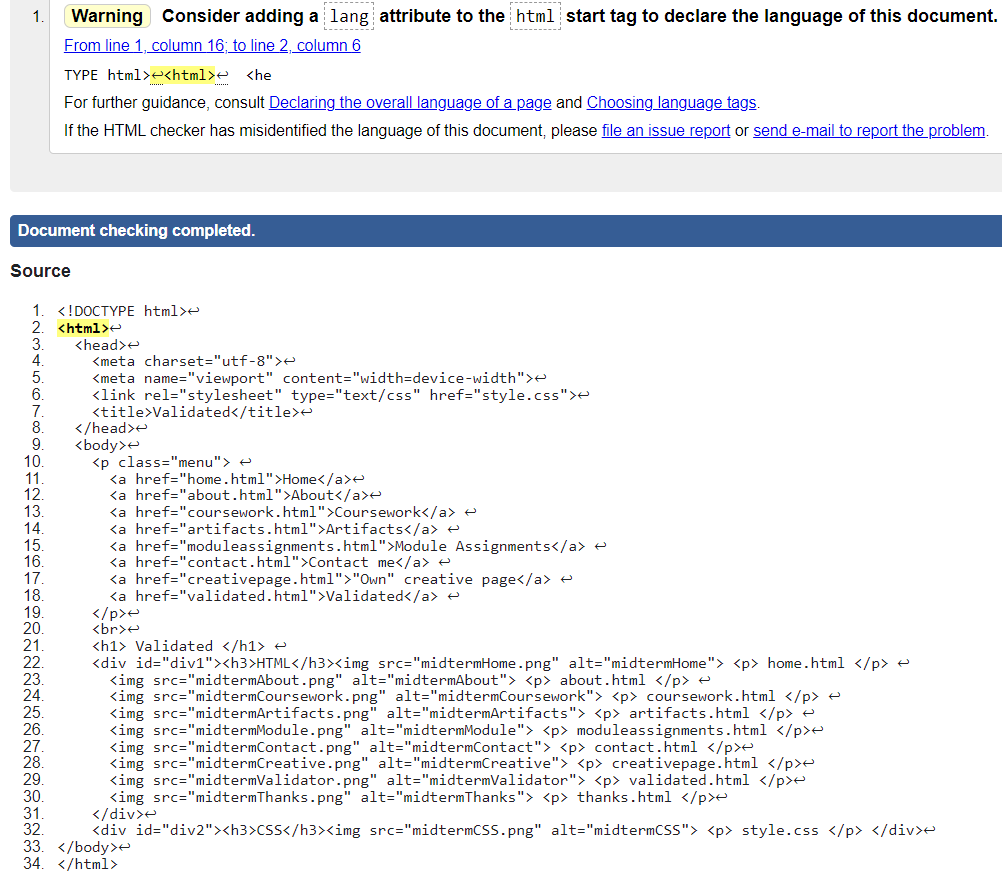 1. Warning Consider adding a lang attribute to the html start tag to declare the language of this document.
From line 1, column 16; to line 2, column 6
TYPE html>↩<html>↩  <he
For further guidance, consult Declaring the overall language of a page and Choosing language tags.
If the HTML checker has misidentified the language of this document, please file an issue report or send e-mail to report the problem.
Document checking completed.
Source
1. <!DOCTYPE html>↩
2. <html>↩
3.   <head>↩
4.     <meta charset="utf-8">↩
5.     <meta name="viewport" content="width=device-width">↩
6.     <link rel="stylesheet" type="text/css" href="style.css">↩
7.     <title>Validated</title>↩
8.   </head>↩
9.   <body>↩
10.     <p class="menu"> ↩
11.       <a href="home.html">Home</a>↩
12.       <a href="about.html">About</a>↩
13.       <a href="coursework.html">Coursework</a> ↩
14.       <a href="artifacts.html">Artifacts</a> ↩
15.       <a href="moduleassignments.html">Module Assignments</a> ↩
16.       <a href="contact.html">Contact me</a> ↩
17.       <a href="creativepage.html">"Own" creative page</a> ↩
18.       <a href="validated.html">Validated</a> ↩
19.     </p>↩
20.     <br>↩
21.     <h1> Validated </h1> ↩
22.     <div id="div1"><h3>HTML</h3><img src="midtermHome.png" alt="midtermHome"> <p> home.html </p> ↩
23.       <img src="midtermAbout.png" alt="midtermAbout"> <p> about.html </p> ↩
24.       <img src="midtermCoursework.png" alt="midtermCoursework"> <p> coursework.html </p> ↩
25.       <img src="midtermArtifacts.png" alt="midtermArtifacts"> <p> artifacts.html </p> ↩
26.       <img src="midtermModule.png" alt="midtermModule"> <p> moduleassignments.html </p>↩
27.       <img src="midtermContact.png" alt="midtermContact"> <p> contact.html </p>↩
28.       <img src="midtermCreative.png" alt="midtermCreative"> <p> creativepage.html </p>↩
29.       <img src="midtermValidator.png" alt="midtermValidator"> <p> validated.html </p>↩
30.       <img src="midtermThanks.png" alt="midtermThanks"> <p> thanks.html </p>↩
31.     </div>↩
32.     <div id="div2"><h3>CSS</h3><img src="midtermCSS.png" alt="midtermCSS"> <p> style.css </p> </div>↩
33. </body>↩
34. </html>